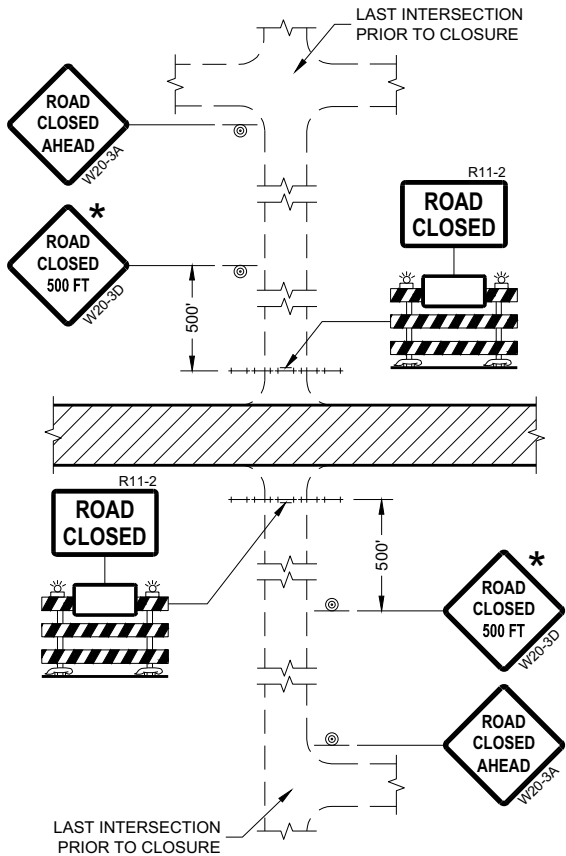 LAST INTERSECTION
PRIOR TO CLOSURE
ROAD
CLOSED
AHEAD
W20-3A
R11-2
ROAD
CLOSED
*
ROAD
CLOSED
500 FT
W20-3D
500'
R11-2
ROAD
CLOSED
500'
*
ROAD
CLOSED
500 FT
W20-3D
ROAD
CLOSED
AHEAD
W20-3A
LAST INTERSECTION
PRIOR TO CLOSURE